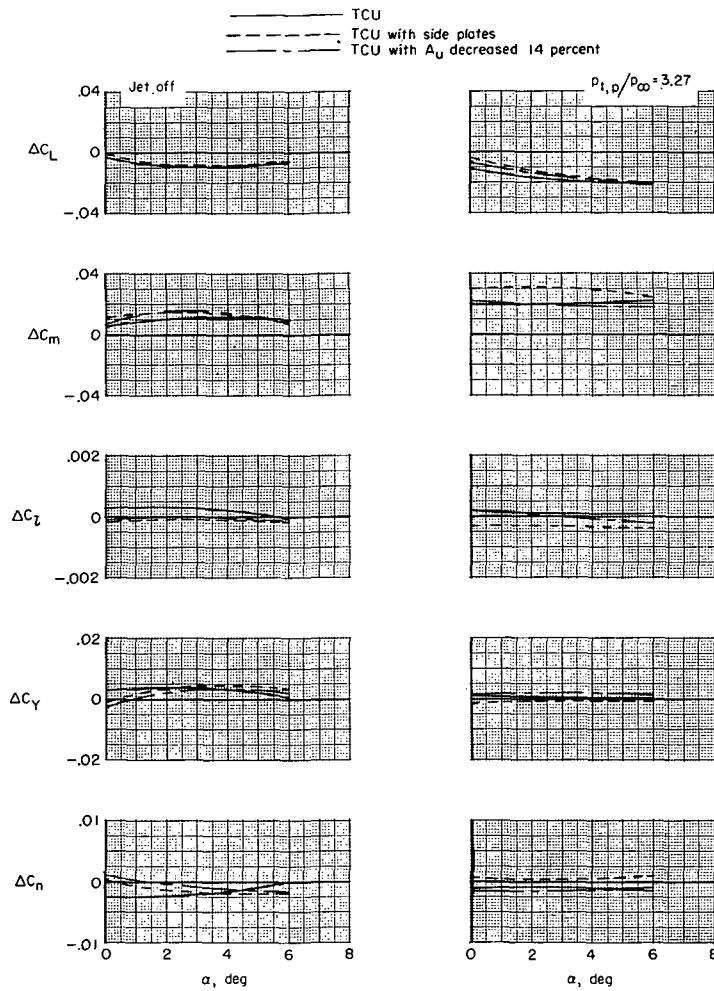 TCU
TCU with side plates
TCU with A_u decreased 14 percent
Jet off
p_t,p/p_∞ = 3.27
.04
ΔC_L
0
-.04
.04
ΔC_m
0
-.04
.002
ΔC_l
0
-.002
.02
ΔC_Y
0
-.02
.01
ΔC_n
0
-.01
0 2 4 6 8
0 2 4 6 8
α, deg
α, deg